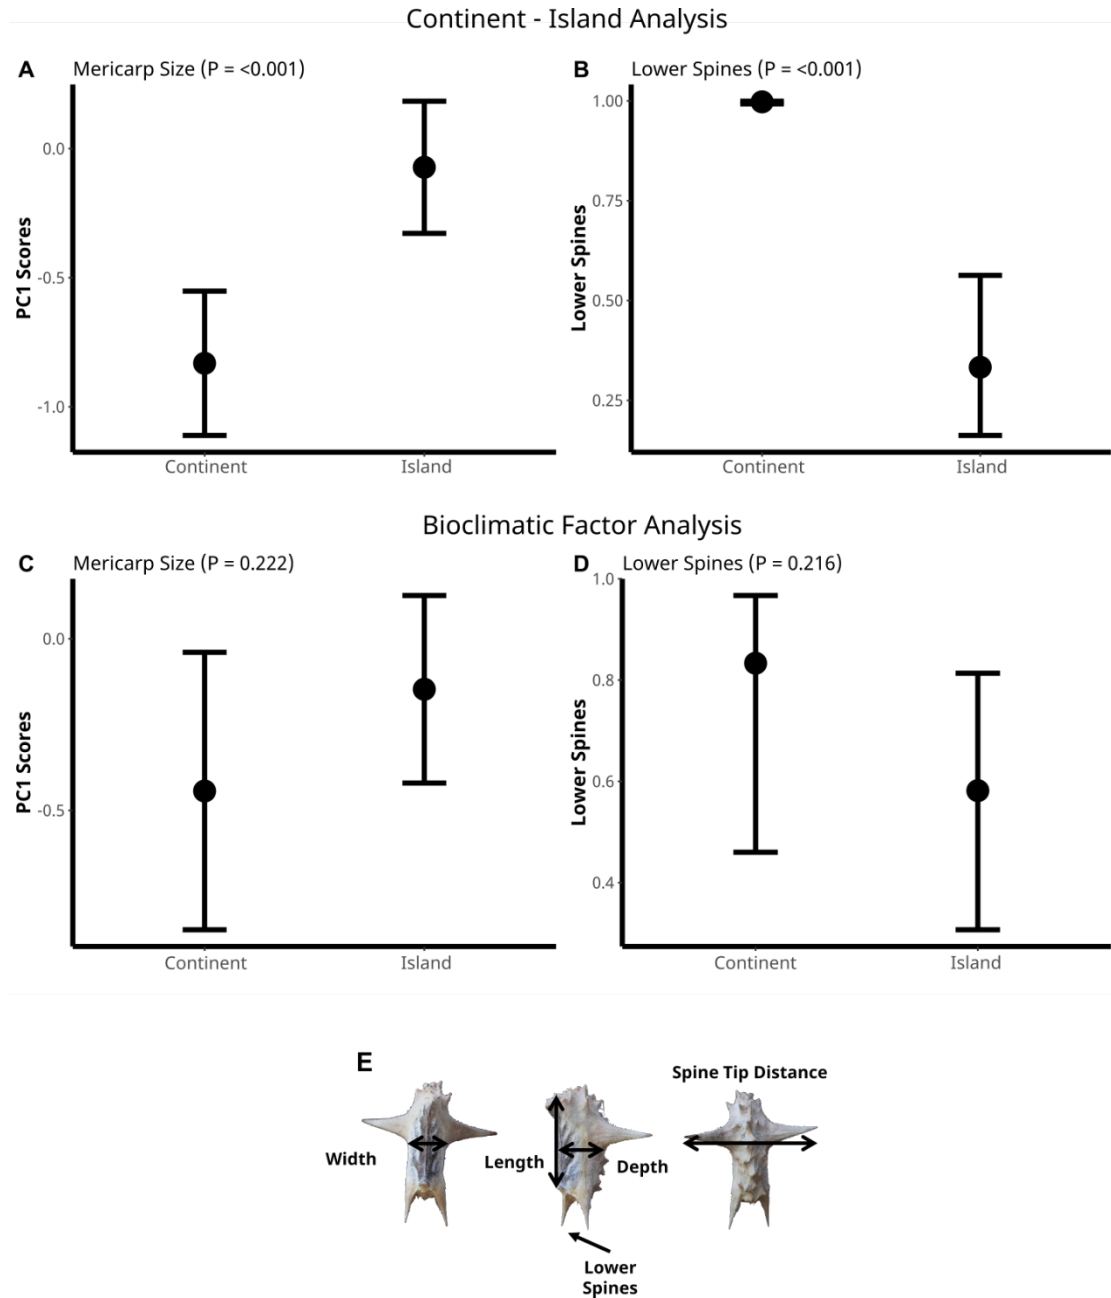 Continent - Island Analysis
A Mericarp Size (P = <0.001)
PC1 Scores
0.0
-0.5
-1.0
Continent Island
B Lower Spines (P = <0.001)
Lower Spines
1.00
0.75
0.50
0.25
Continent Island
Bioclimatic Factor Analysis
C Mericarp Size (P = 0.222)
PC1 Scores
0.0
-0.5
Continent Island
D Lower Spines (P = 0.216)
Lower Spines
1.0
0.8
0.6
0.4
Continent Island
E
Width
Length
Depth
Spine Tip Distance
Lower
Spines